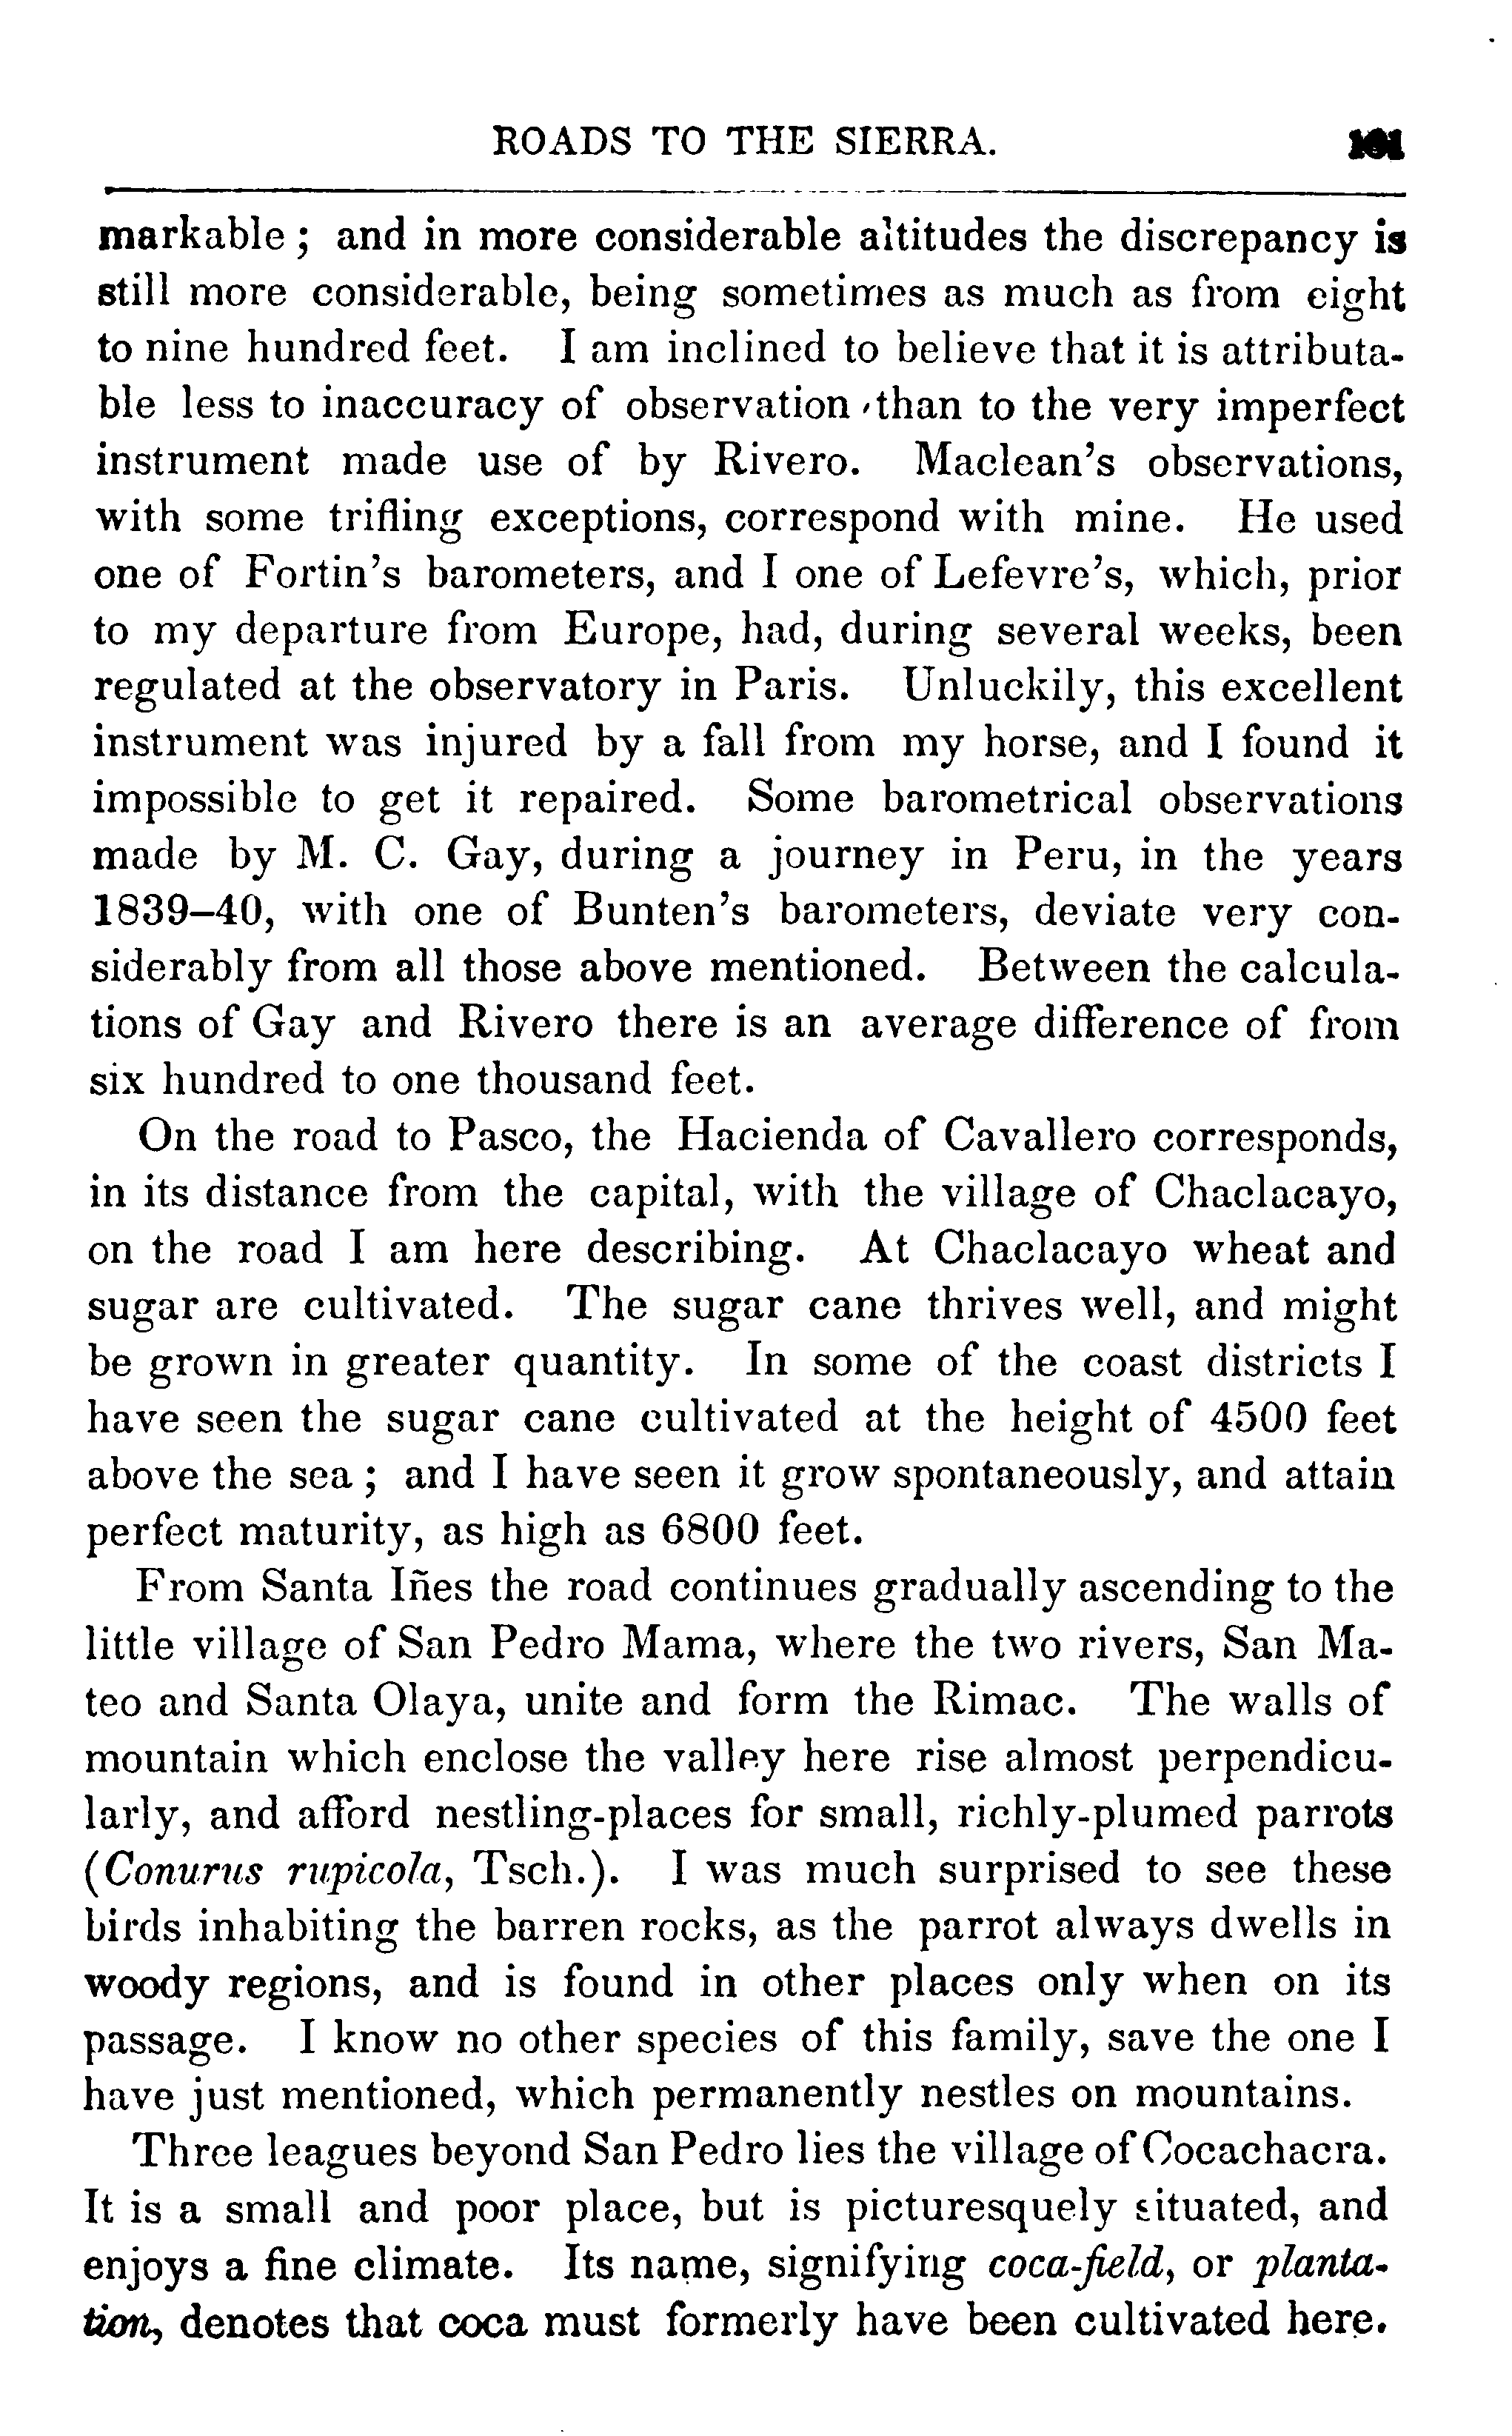 ROADS TO THE SIERRA. 101
markable ; and in more considerable altitudes the discrepancy is
still more considerable, being sometimes as much as from eight
to nine hundred feet. I am inclined to believe that it is attributa-
ble less to inaccuracy of observation than to the very imperfect
instrument made use of by Rivero. Maclean's observations,
with some trifling exceptions, correspond with mine. He used
one of Fortin's barometers, and I one of Lefevre's, which, prior
to my departure from Europe, had, during several weeks, been
regulated at the observatory in Paris. Unluckily, this excellent
instrument was injured by a fall from my horse, and I found it
impossible to get it repaired. Some barometrical observations
made by M. C. Gay, during a journey in Peru, in the years
1839–40, with one of Bunten's barometers, deviate very con-
siderably from all those above mentioned. Between the calcula-
tions of Gay and Rivero there is an average difference of from
six hundred to one thousand feet.
On the road to Pasco, the Hacienda of Cavallero corresponds,
in its distance from the capital, with the village of Chaclacayo,
on the road I am here describing. At Chaclacayo wheat and
sugar are cultivated. The sugar cane thrives well, and might
be grown in greater quantity. In some of the coast districts I
have seen the sugar cane cultivated at the height of 4500 feet
above the sea ; and I have seen it grow spontaneously, and attain
perfect maturity, as high as 6800 feet.
From Santa Iñes the road continues gradually ascending to the
little village of San Pedro Mama, where the two rivers, San Ma-
teo and Santa Olaya, unite and form the Rimac. The walls of
mountain which enclose the valley here rise almost perpendicu-
larly, and afford nestling-places for small, richly-plumed parrots
(Conurus rupicola, Tsch.). I was much surprised to see these
birds inhabiting the barren rocks, as the parrot always dwells in
woody regions, and is found in other places only when on its
passage. I know no other species of this family, save the one I
have just mentioned, which permanently nestles on mountains.
Three leagues beyond San Pedro lies the village of Cocachacra.
It is a small and poor place, but is picturesquely situated, and
enjoys a fine climate. Its name, signifying coca-field, or planta-
tion, denotes that coca must formerly have been cultivated here.